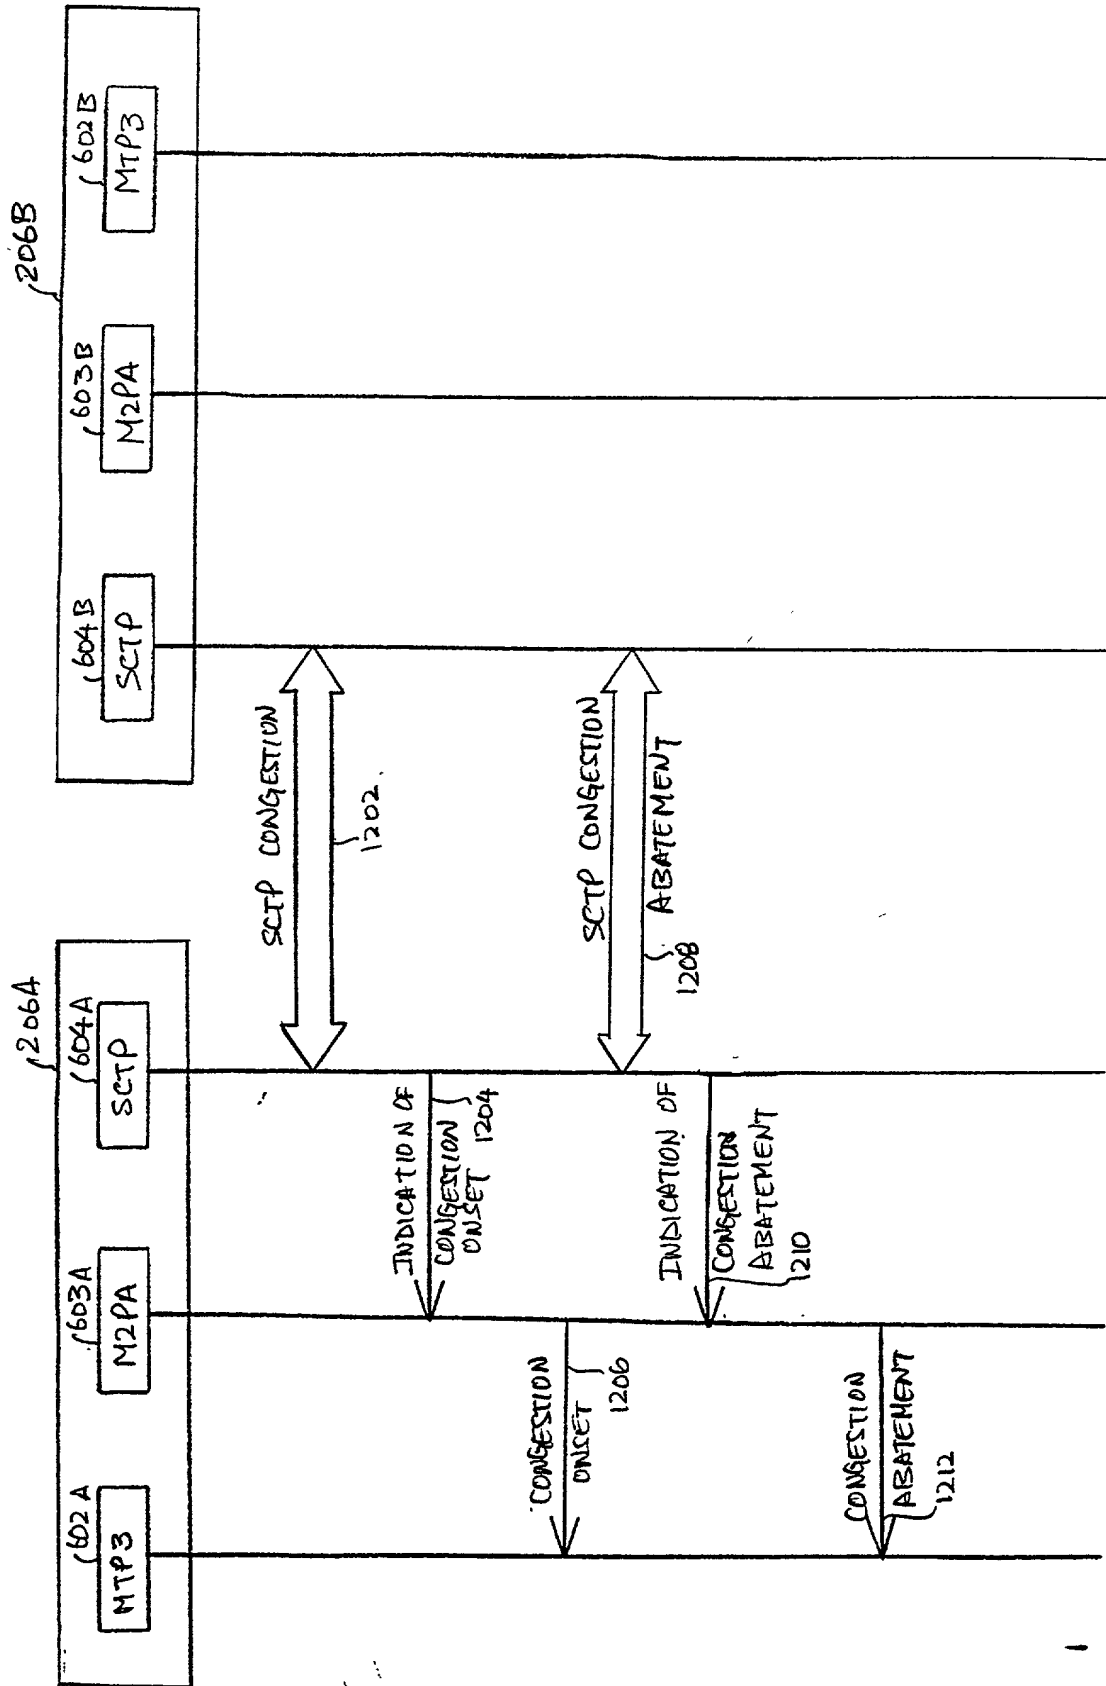 206A
206B
602A
603A
604A
604B
603B
602B
MTP3
M2PA
SCTP
SCTP
M2PA
MTP3
SCTP CONGESTION
1202.
INDICATION OF
CONGESTION
ONSET
1204
CONGESTION
ONSET
1206
SCTP CONGESTION
ABATEMENT
1208
INDICATION OF
CONGESTION
ABATEMENT
1210
CONGESTION
ABATEMENT
1212